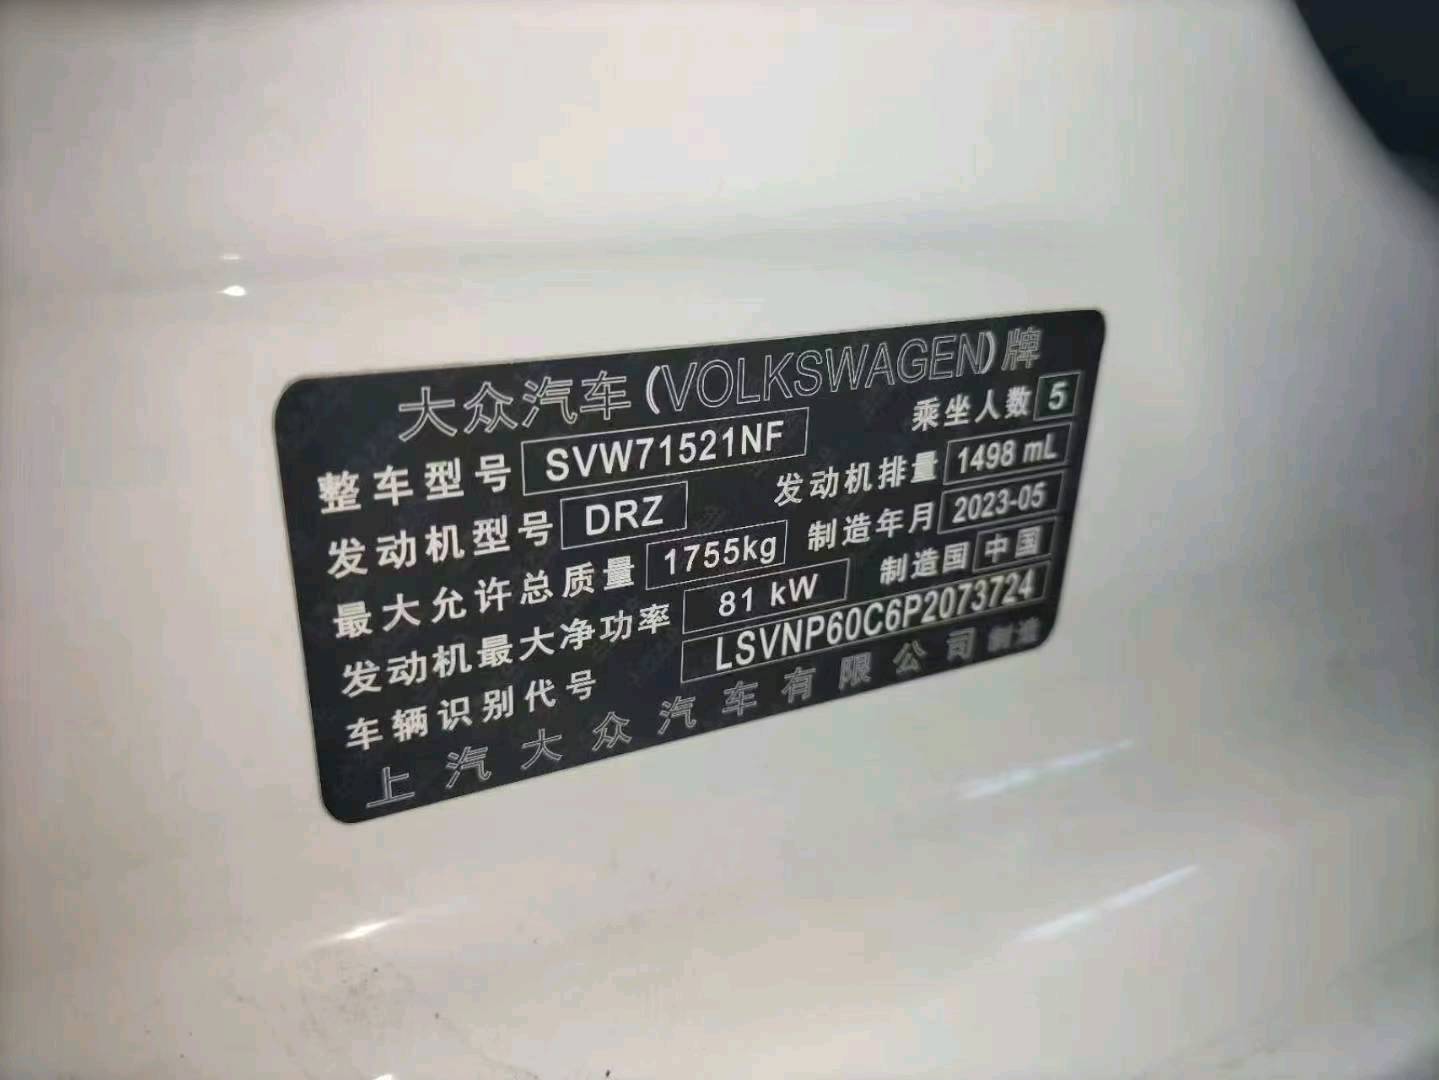 大众汽车(VOLKSWAGEN)牌
整车型号 SVW71521NF 乘坐人数 5
发动机型号 DRZ 发动机排量 1498 mL
最大允许总质量 1755kg 制造年月 2023-05
发动机最大净功率 81 kW 制造国 中国
车辆识别代号 LSVNP60C6P2073724
上汽大众汽车有限公司制造